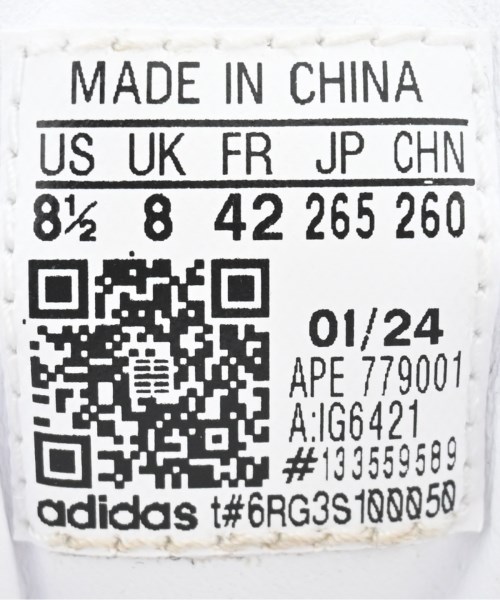 MADE IN CHINA
US UK FR JP CHN
8½ 8 42 265 260
01/24
APE 779001
A:IG6421
#133559589
adidas t#6RG3S100050